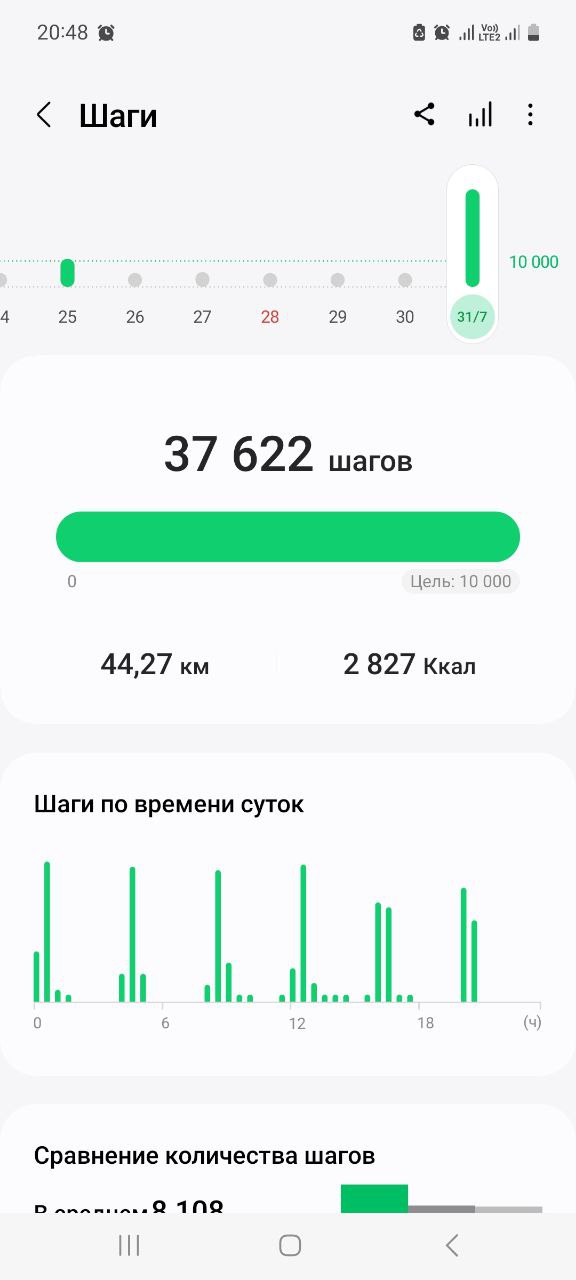 20:48
Vo))
LTE2
Шаги
10 000
4 25 26 27 28 29 30 31/7
37 622 шагов
0 Цель: 10 000
44,27 км 2 827 Ккал
Шаги по времени суток
0 6 12 18 (ч)
Сравнение количества шагов
В среднем 8 108